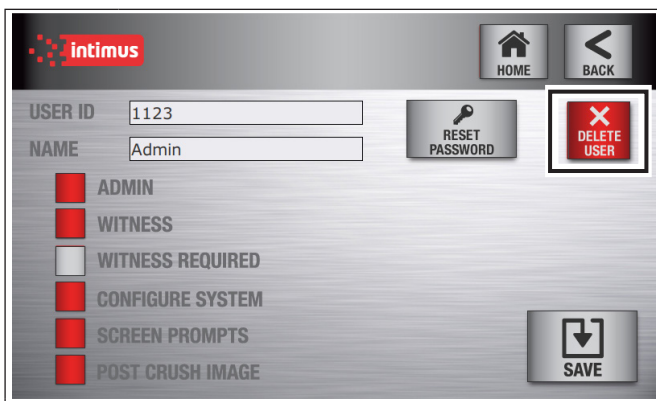 intimus
HOME
BACK
USER ID
1123
NAME
Admin
RESET
PASSWORD
DELETE
USER
ADMIN
WITNESS
WITNESS REQUIRED
CONFIGURE SYSTEM
SCREEN PROMPTS
POST CRUSH IMAGE
SAVE